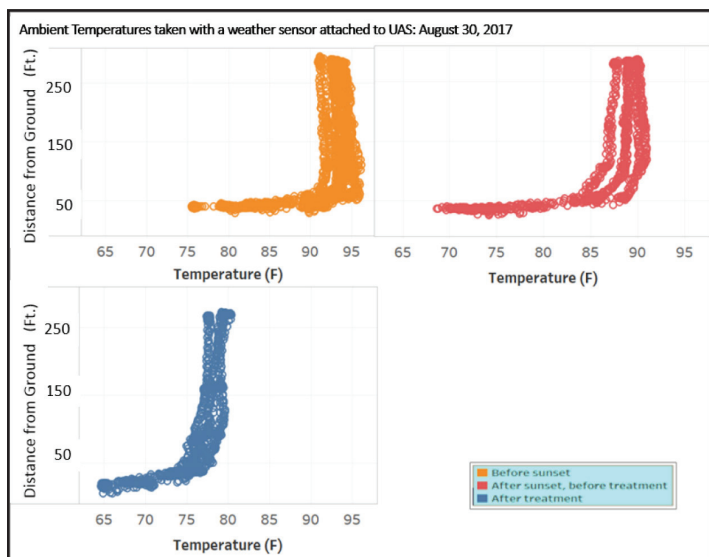 Ambient Temperatures taken with a weather sensor attached to UAS: August 30, 2017
Distance from Ground (Ft.)
250
150
50
65 70 75 80 85 90 95
Temperature (F)
65 70 75 80 85 90 95
Temperature (F)
Distance from Ground (Ft.)
250
150
50
65 70 75 80 85 90 95
Temperature (F)
Before sunset
After sunset, before treatment
After treatment